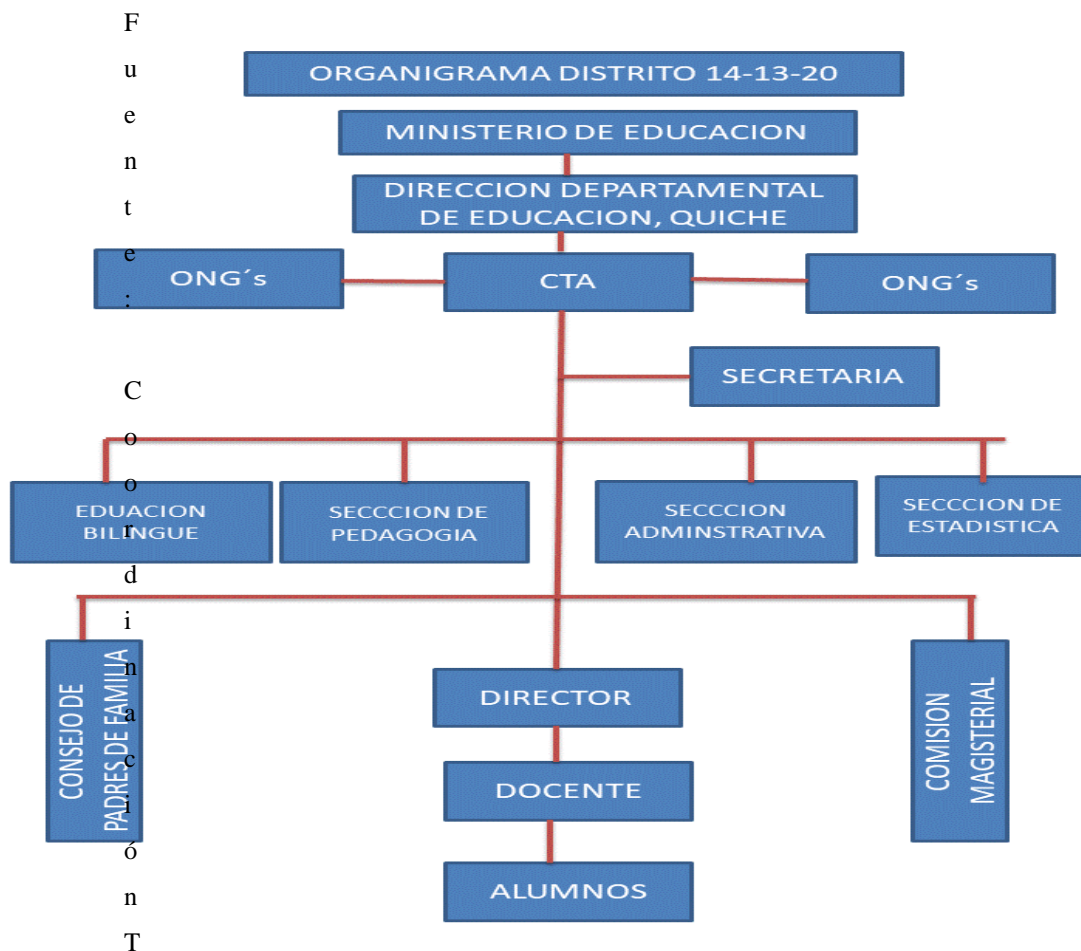 ORGANIGRAMA DISTRITO 14-13-20
MINISTERIO DE EDUCACION
DIRECCION DEPARTAMENTAL
DE EDUCACION, QUICHE
ONG´s
CTA
ONG´s
SECRETARIA
EDUACION
BILINGUE
SECCCION DE
PEDAGOGIA
SECCCION
ADMINSTRATIVA
SECCCION DE
ESTADISTICA
CONSEJO DE
PADRES DE FAMILIA
DIRECTOR
COMISION
MAGISTERIAL
DOCENTE
ALUMNOS
F
u
e
n
t
e
:
C
o
o
r
d
i
n
a
c
i
ó
n
T